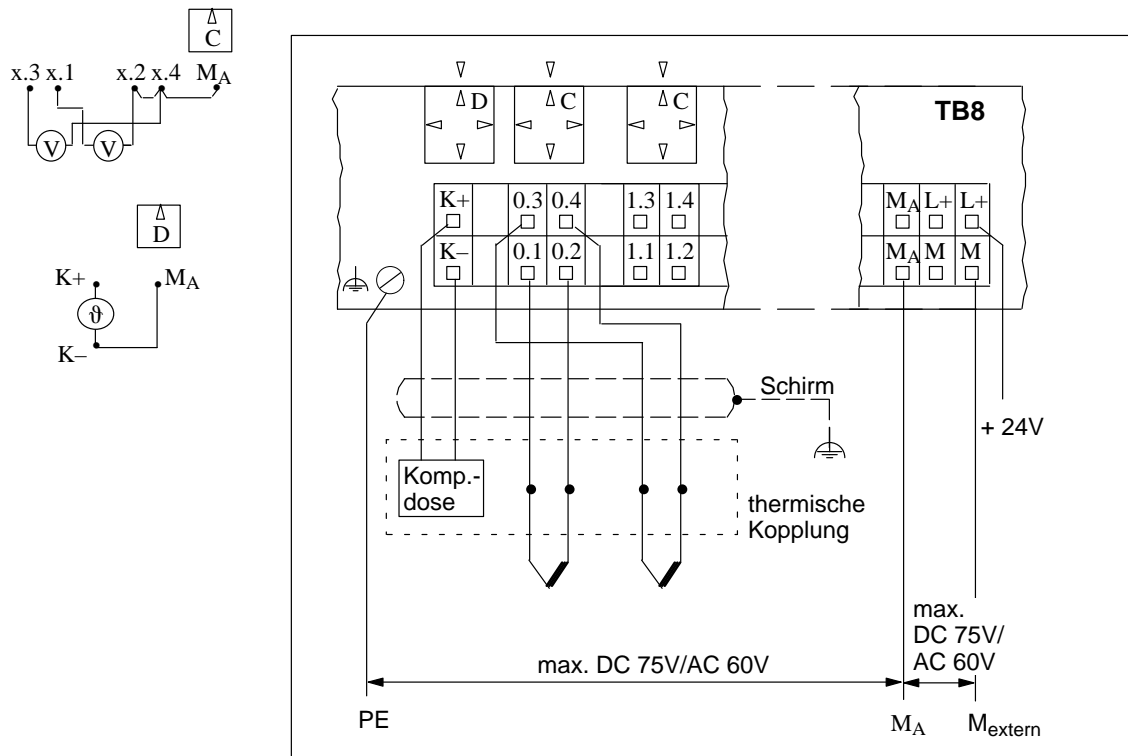 C
x.3 x.1 x.2 x.4 MA
V V
D
K+ MA
ϑ
K–
D C C TB8
K+ 0.3 0.4 1.3 1.4 MA L+ L+
K– 0.1 0.2 1.1 1.2 MA M M
Schirm
+ 24V
Komp.-
dose
thermische
Kopplung
max.
DC 75V/
AC 60V
max. DC 75V/AC 60V
PE MA Mextern